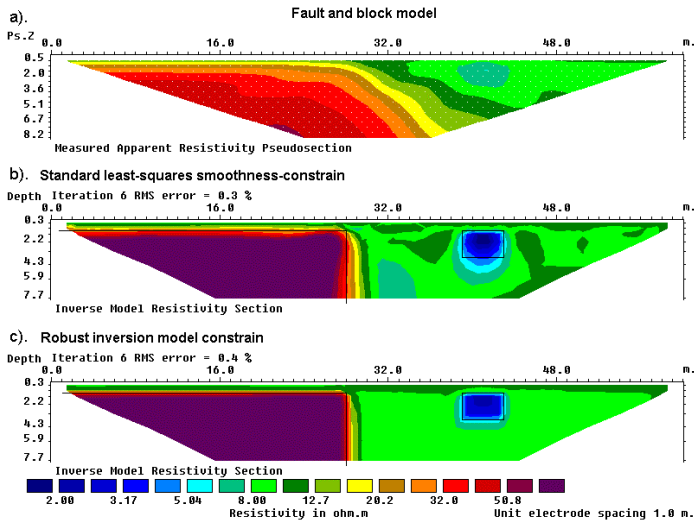 Fault and block model
a).
Ps.Z 0.0 16.0 32.0 48.0 m.
0.5
2.0
3.6
5.1
6.7
8.2
Measured Apparent Resistivity Pseudosection
b). Standard least-squares smoothness-constrain
Depth Iteration 6 RMS error = 0.3 %
0.0 16.0 32.0 48.0 m.
0.3
2.2
4.3
5.9
7.7
Inverse Model Resistivity Section
c). Robust inversion model constrain
Depth Iteration 6 RMS error = 0.4 %
0.0 16.0 32.0 48.0 m.
0.3
2.2
4.3
5.9
7.7
Inverse Model Resistivity Section
2.00 3.17 5.04 8.00 12.7 20.2 32.0 50.8
Resistivity in ohm.m Unit electrode spacing 1.0 m.